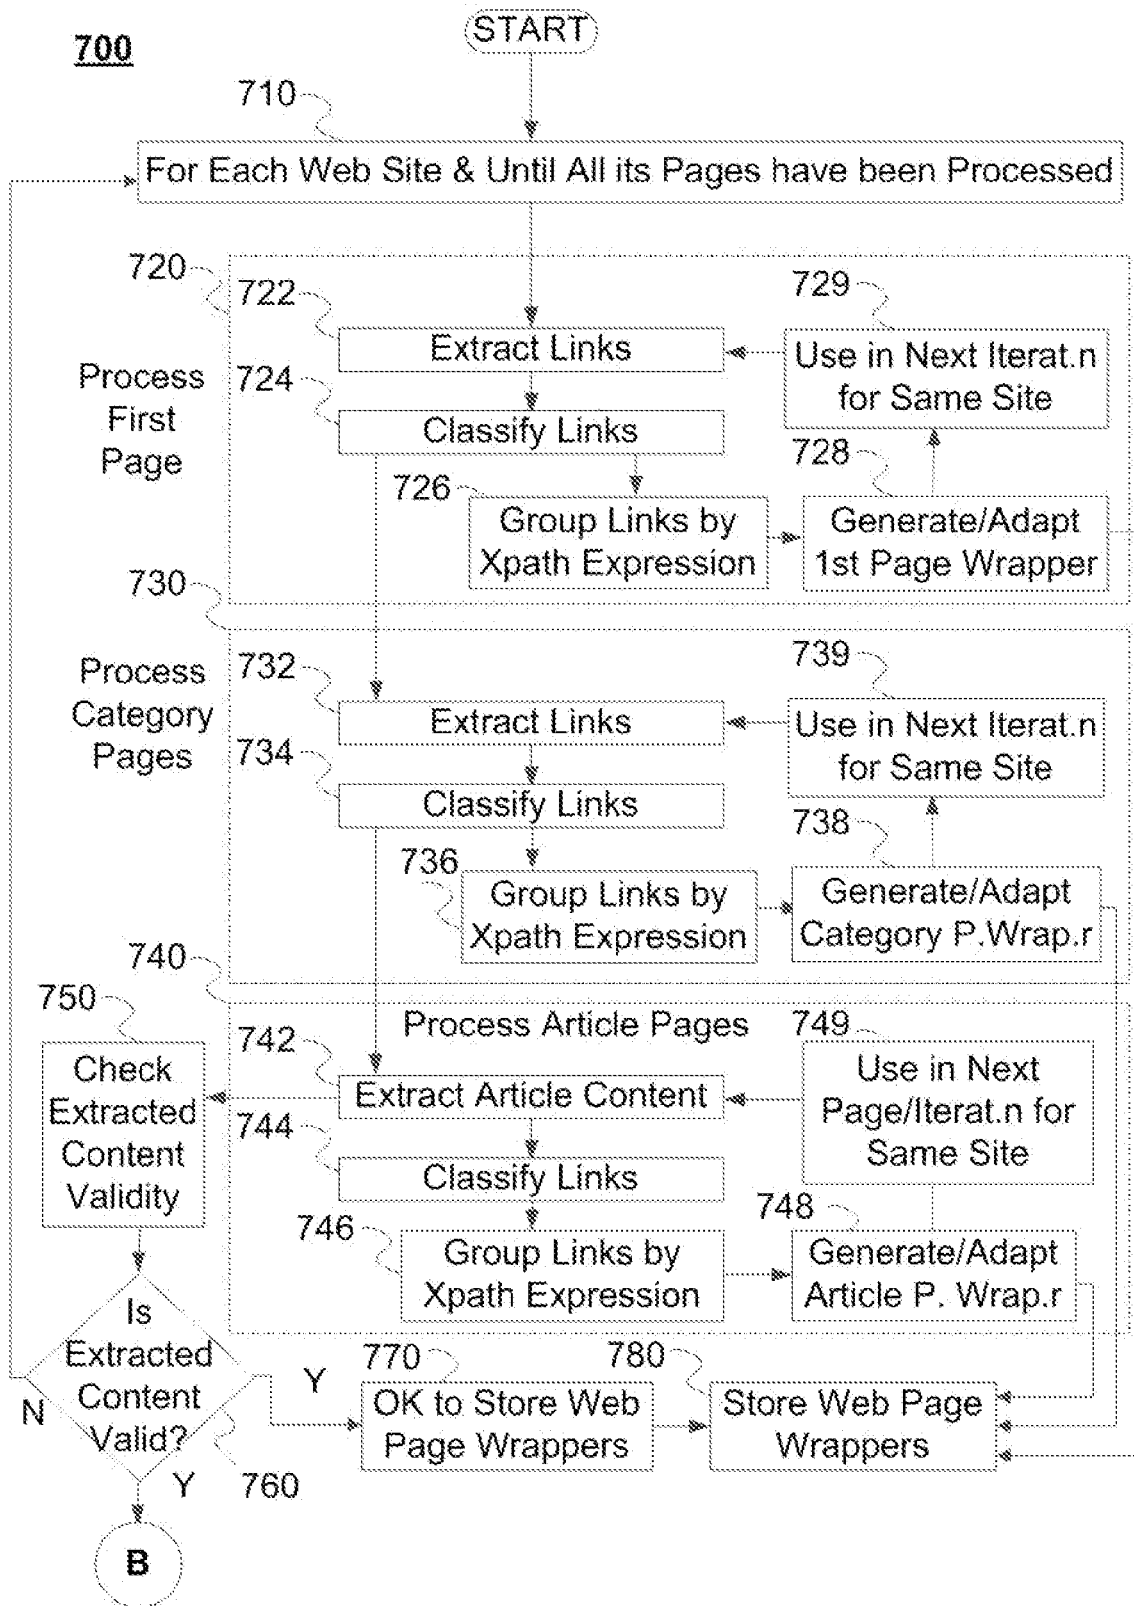 START
700
710
For Each Web Site & Until All its Pages have been Processed
720
722
729
Extract Links
Use in Next Iterat.n
for Same Site
Process
First
Page
724
Classify Links
728
726
Group Links by
Xpath Expression
Generate/Adapt
1st Page Wrapper
730
Process
Category
Pages
732
739
Extract Links
Use in Next Iterat.n
for Same Site
734
Classify Links
738
736
Group Links by
Xpath Expression
Generate/Adapt
Category P.Wrap.r
740
750
Process Article Pages
749
742
Check
Extracted
Content
Validity
Extract Article Content
Use in Next
Page/Iterat.n for
Same Site
744
Classify Links
748
746
Group Links by
Xpath Expression
Generate/Adapt
Article P. Wrap.r
Is
Extracted
Content
Valid?
N
Y
Y
760
770
OK to Store Web
Page Wrappers
780
Store Web Page
Wrappers
B